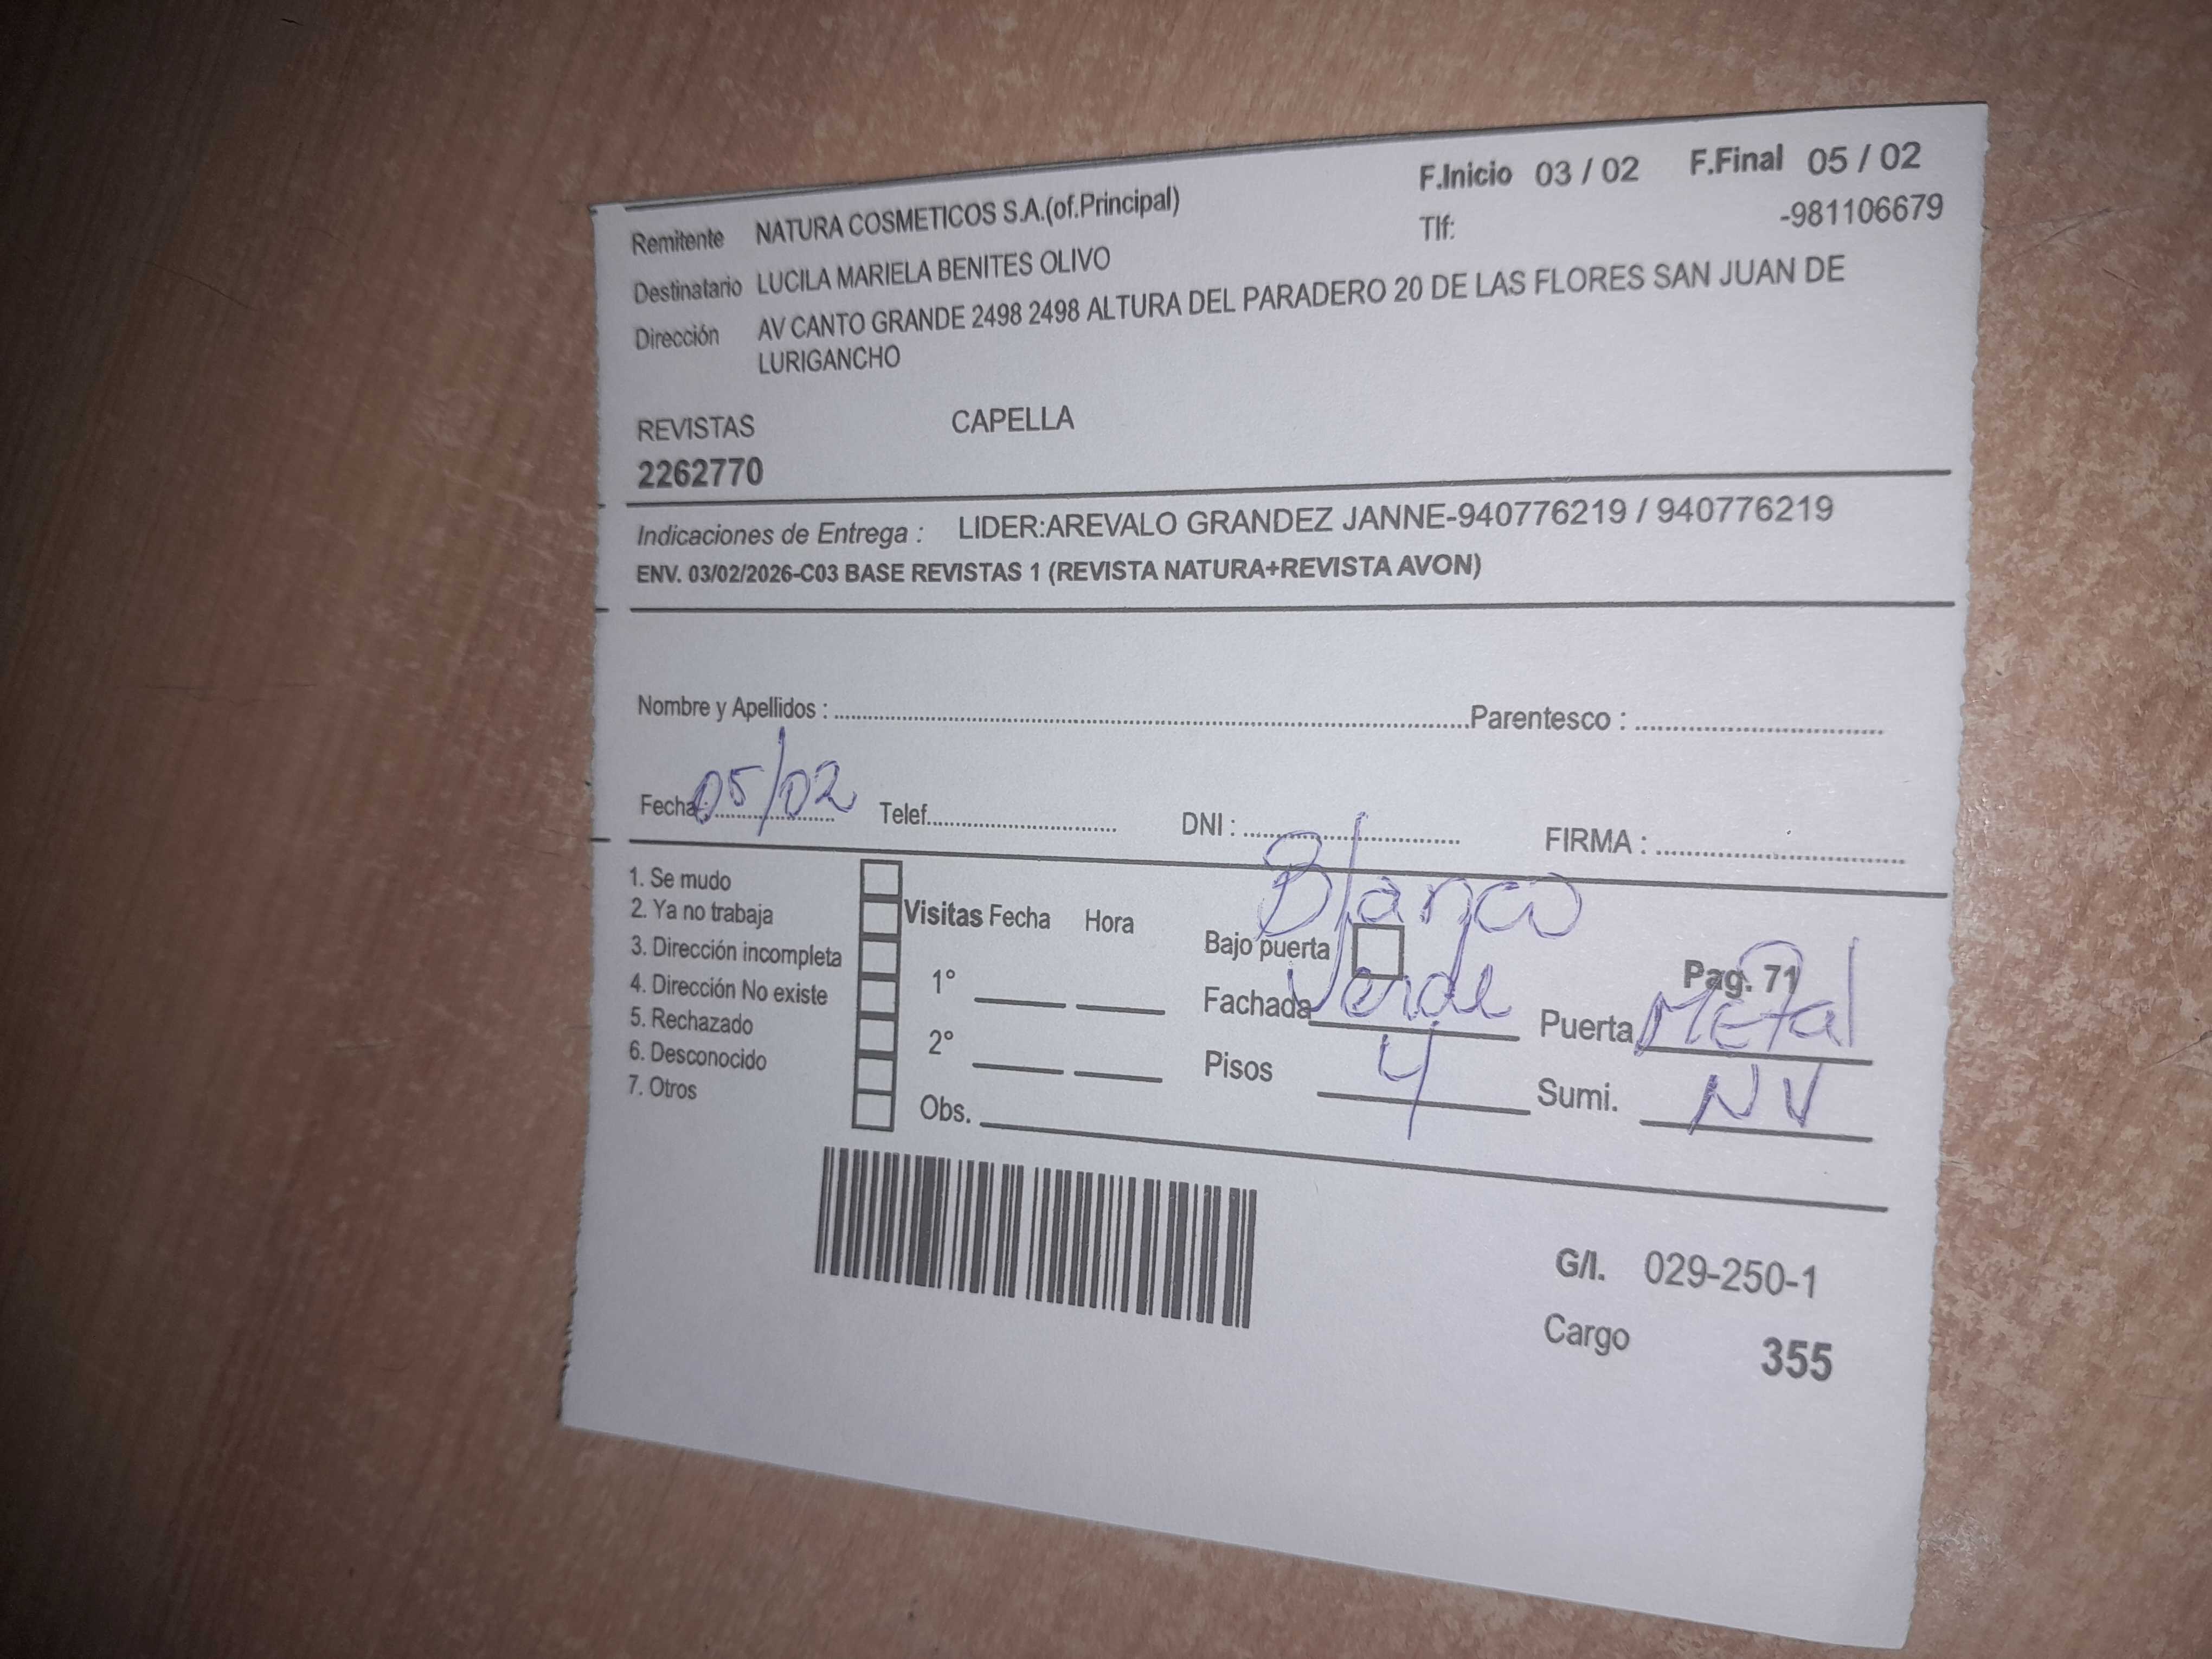 F.Inicio 03 / 02 F.Final 05 / 02
Remitente NATURA COSMETICOS S.A.(of.Principal) Tlf: -981106679
Destinatario LUCILA MARIELA BENITES OLIVO
Dirección AV CANTO GRANDE 2498 2498 ALTURA DEL PARADERO 20 DE LAS FLORES SAN JUAN DE
LURIGANCHO
REVISTAS CAPELLA
2262770
Indicaciones de Entrega : LIDER:AREVALO GRANDEZ JANNE-940776219 / 940776219
ENV. 03/02/2026-C03 BASE REVISTAS 1 (REVISTA NATURA+REVISTA AVON)
Nombre y Apellidos : Parentesco :
Fecha: 05/02 Telef. DNI : FIRMA :
1. Se mudo
2. Ya no trabaja
3. Dirección incompleta
4. Dirección No existe
5. Rechazado
6. Desconocido
7. Otros
Visitas Fecha Hora
1°
2°
Obs.
Blanco
Bajo puerta Pag. 71
Fachada Verde Puerta Metal
Pisos 4 Sumi. NV
G/I. 029-250-1
Cargo 355